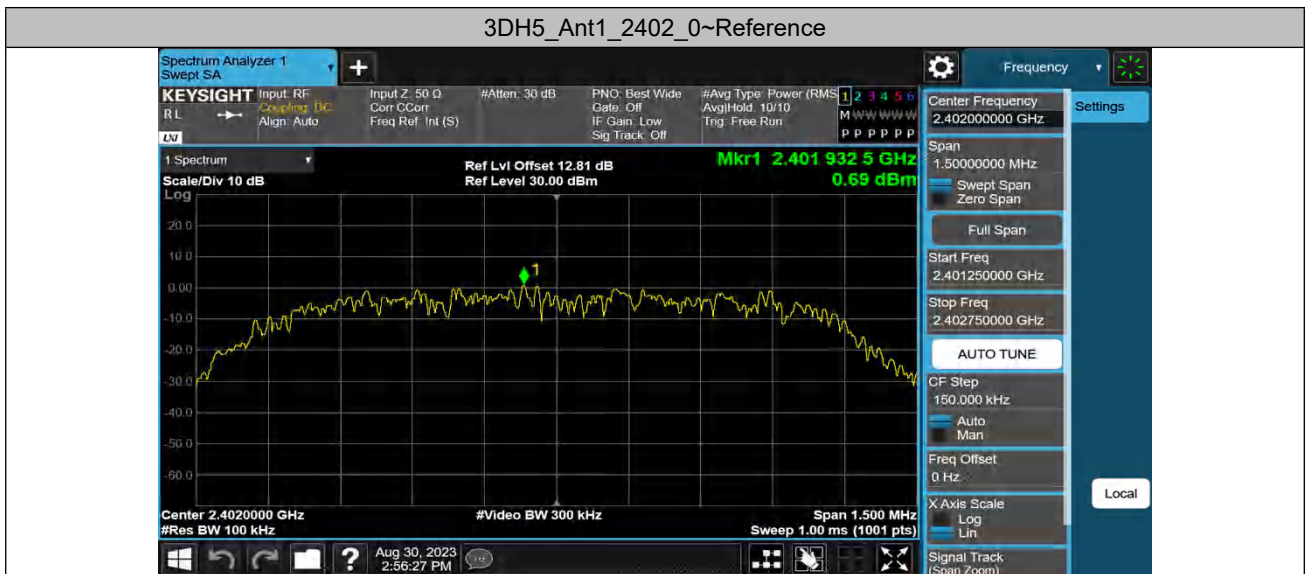 3DH5_Ant1_2402_0~Reference
Spectrum Analyzer 1
Swept SA
+
Frequency
KEYSIGHT
RL
LXI
Input: RF
Coupling: DC
Align: Auto
Input Z: 50 Ω
Corr CCorr
Freq Ref: Int (S)
#Atten: 30 dB
PNO: Best Wide
Gate: Off
IF Gain: Low
Sig Track: Off
#Avg Type: Power (RMS
Avg|Hold: 10/10
Trig: Free Run
1 2 3 4 5 6
M W W W W W
P P P P P P
1 Spectrum
Scale/Div 10 dB
Log
Ref Lvl Offset 12.81 dB
Ref Level 30.00 dBm
Mkr1 2.401 932 5 GHz
0.69 dBm
20.0
10.0
0.00
-10.0
-20.0
-30.0
-40.0
-50.0
-60.0
1
Center 2.4020000 GHz
#Res BW 100 kHz
#Video BW 300 kHz
Span 1.500 MHz
Sweep 1.00 ms (1001 pts)
Center Frequency
2.402000000 GHz
Span
1.50000000 MHz
Swept Span
Zero Span
Full Span
Start Freq
2.401250000 GHz
Stop Freq
2.402750000 GHz
AUTO TUNE
CF Step
150.000 kHz
Auto
Man
Freq Offset
0 Hz
X Axis Scale
Log
Lin
Signal Track
(Span Zoom)
Settings
Local
?
Aug 30, 2023
2:56:27 PM